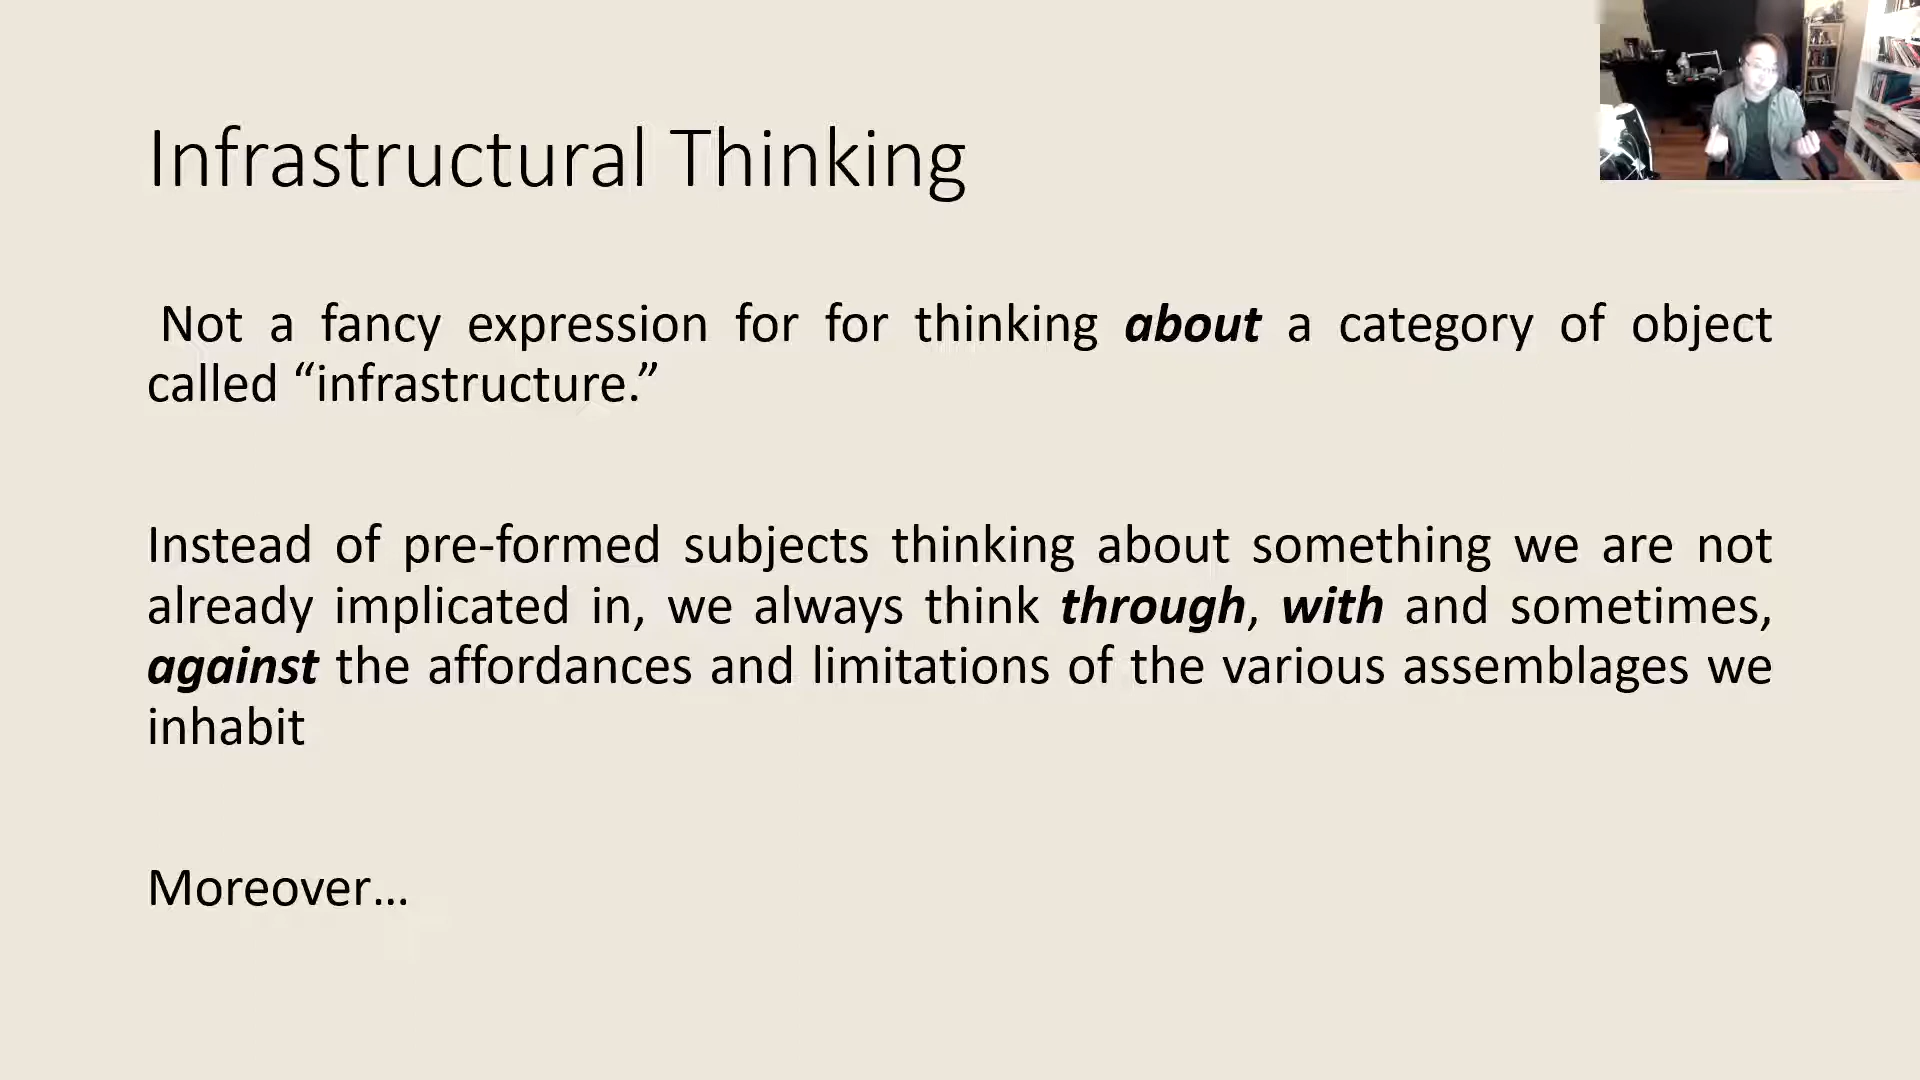 Infrastructural Thinking
Not a fancy expression for for thinking about a category of object
called “infrastructure.”
Instead of pre-formed subjects thinking about something we are not
already implicated in, we always think through, with and sometimes,
against the affordances and limitations of the various assemblages we
inhabit
Moreover…